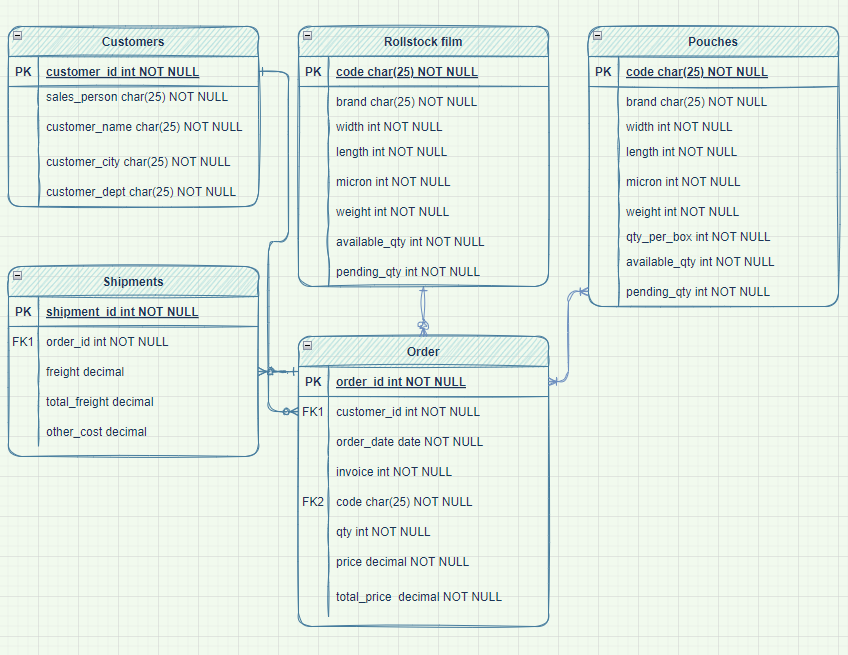 Customers
PK customer_id int NOT NULL
sales_person char(25) NOT NULL
customer_name char(25) NOT NULL
customer_city char(25) NOT NULL
customer_dept char(25) NOT NULL
Rollstock film
PK code char(25) NOT NULL
brand char(25) NOT NULL
width int NOT NULL
length int NOT NULL
micron int NOT NULL
weight int NOT NULL
available_qty int NOT NULL
pending_qty int NOT NULL
Pouches
PK code char(25) NOT NULL
brand char(25) NOT NULL
width int NOT NULL
length int NOT NULL
micron int NOT NULL
weight int NOT NULL
qty_per_box int NOT NULL
available_qty int NOT NULL
pending_qty int NOT NULL
Shipments
PK shipment_id int NOT NULL
FK1 order_id int NOT NULL
freight decimal
total_freight decimal
other_cost decimal
Order
PK order_id int NOT NULL
FK1 customer_id int NOT NULL
order_date date NOT NULL
invoice int NOT NULL
FK2 code char(25) NOT NULL
qty int NOT NULL
price decimal NOT NULL
total_price  decimal NOT NULL